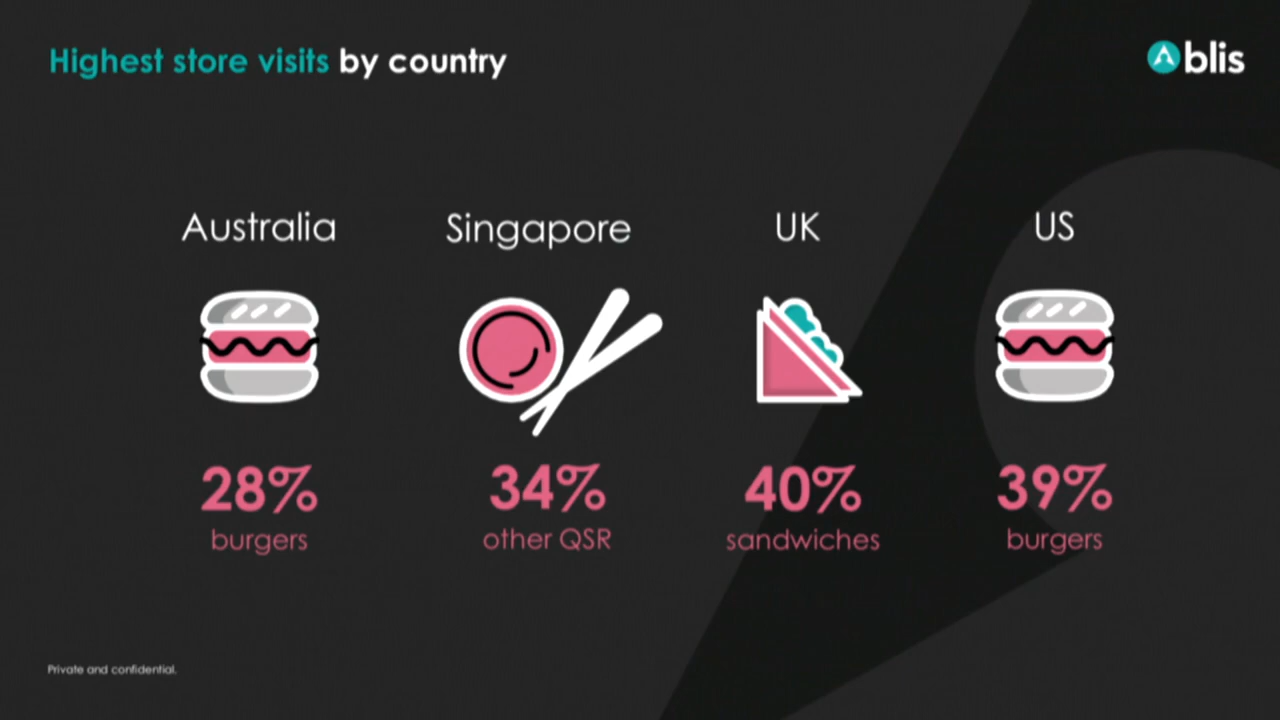 Highest store visits by country
blis
Australia
Singapore
UK
US
28%
34%
40%
39%
burgers
other QSR
sandwiches
burgers
Private and confidential.